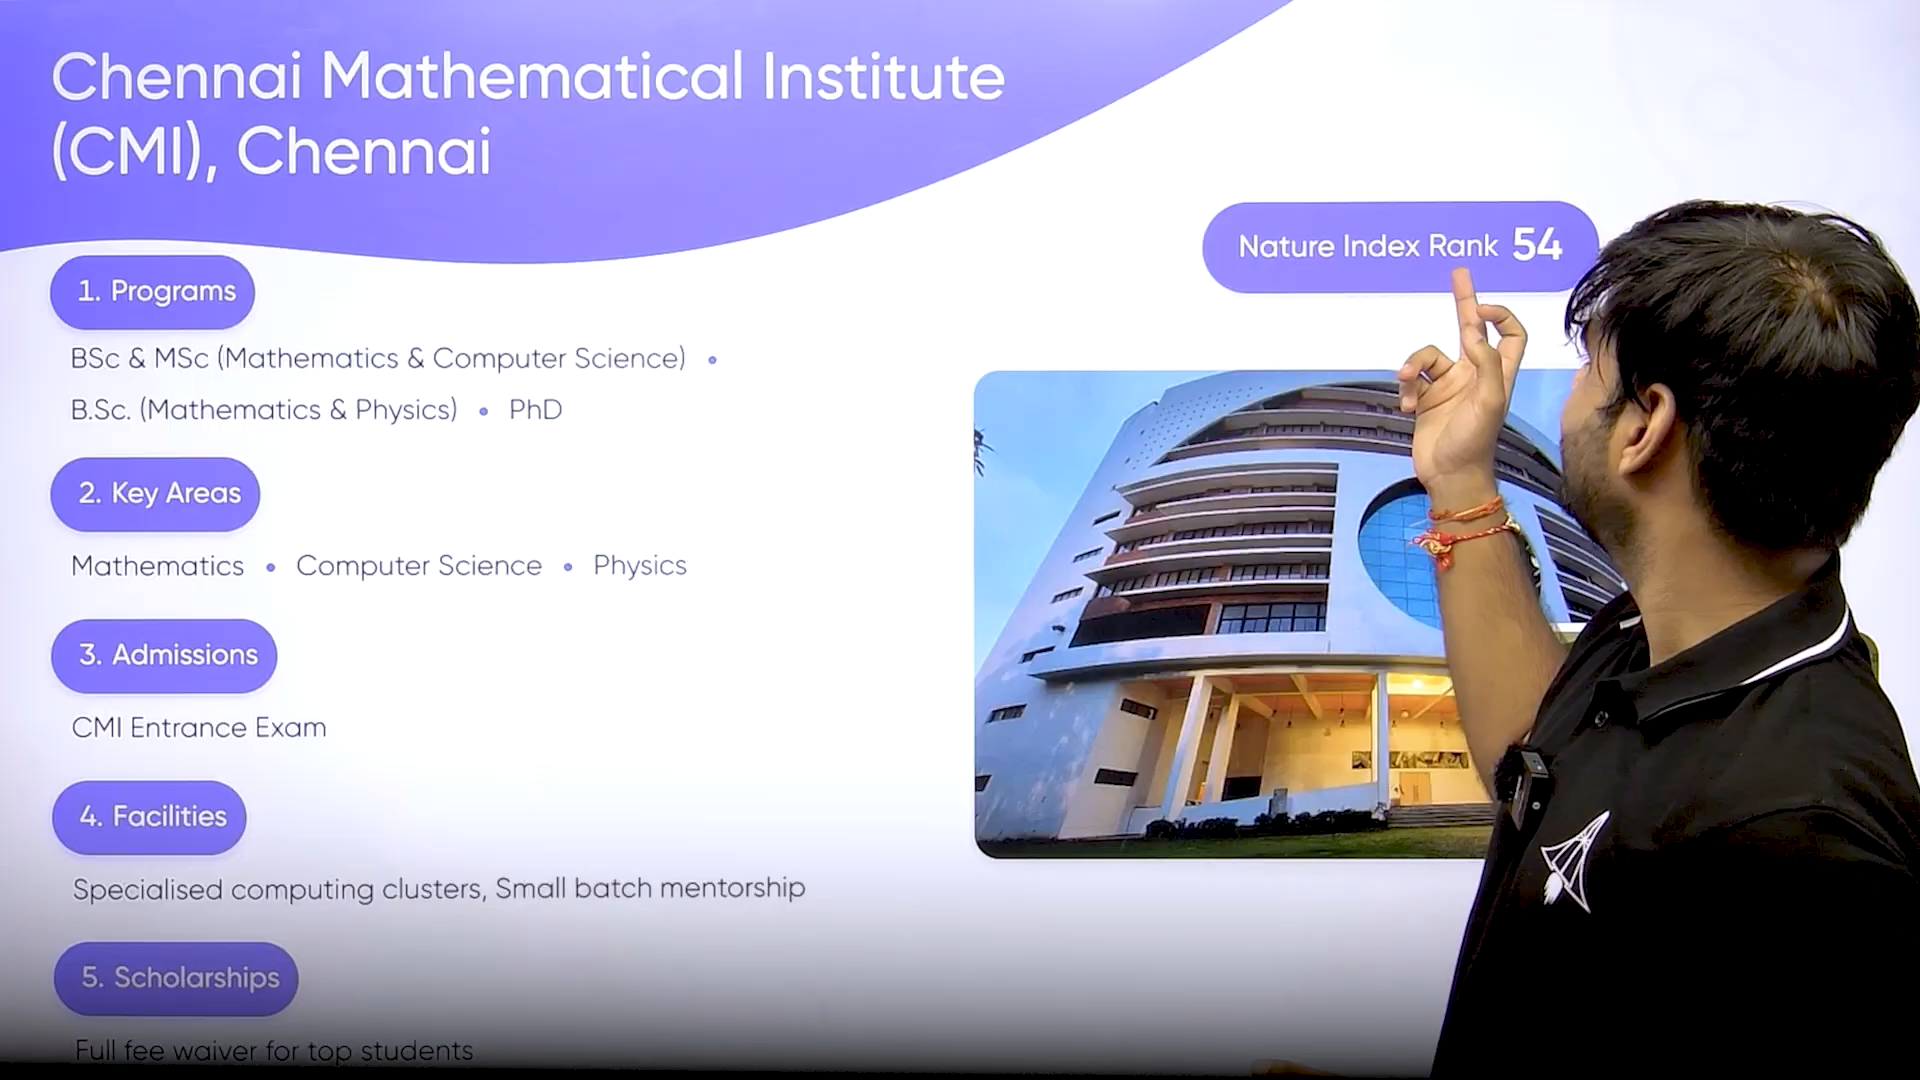 Chennai Mathematical Institute
(CMI), Chennai
Nature Index Rank 54
1. Programs
BSc & MSc (Mathematics & Computer Science) •
B.Sc. (Mathematics & Physics) • PhD
2. Key Areas
Mathematics • Computer Science • Physics
3. Admissions
CMI Entrance Exam
4. Facilities
Specialised computing clusters, Small batch mentorship
5. Scholarships
Full fee waiver for top students